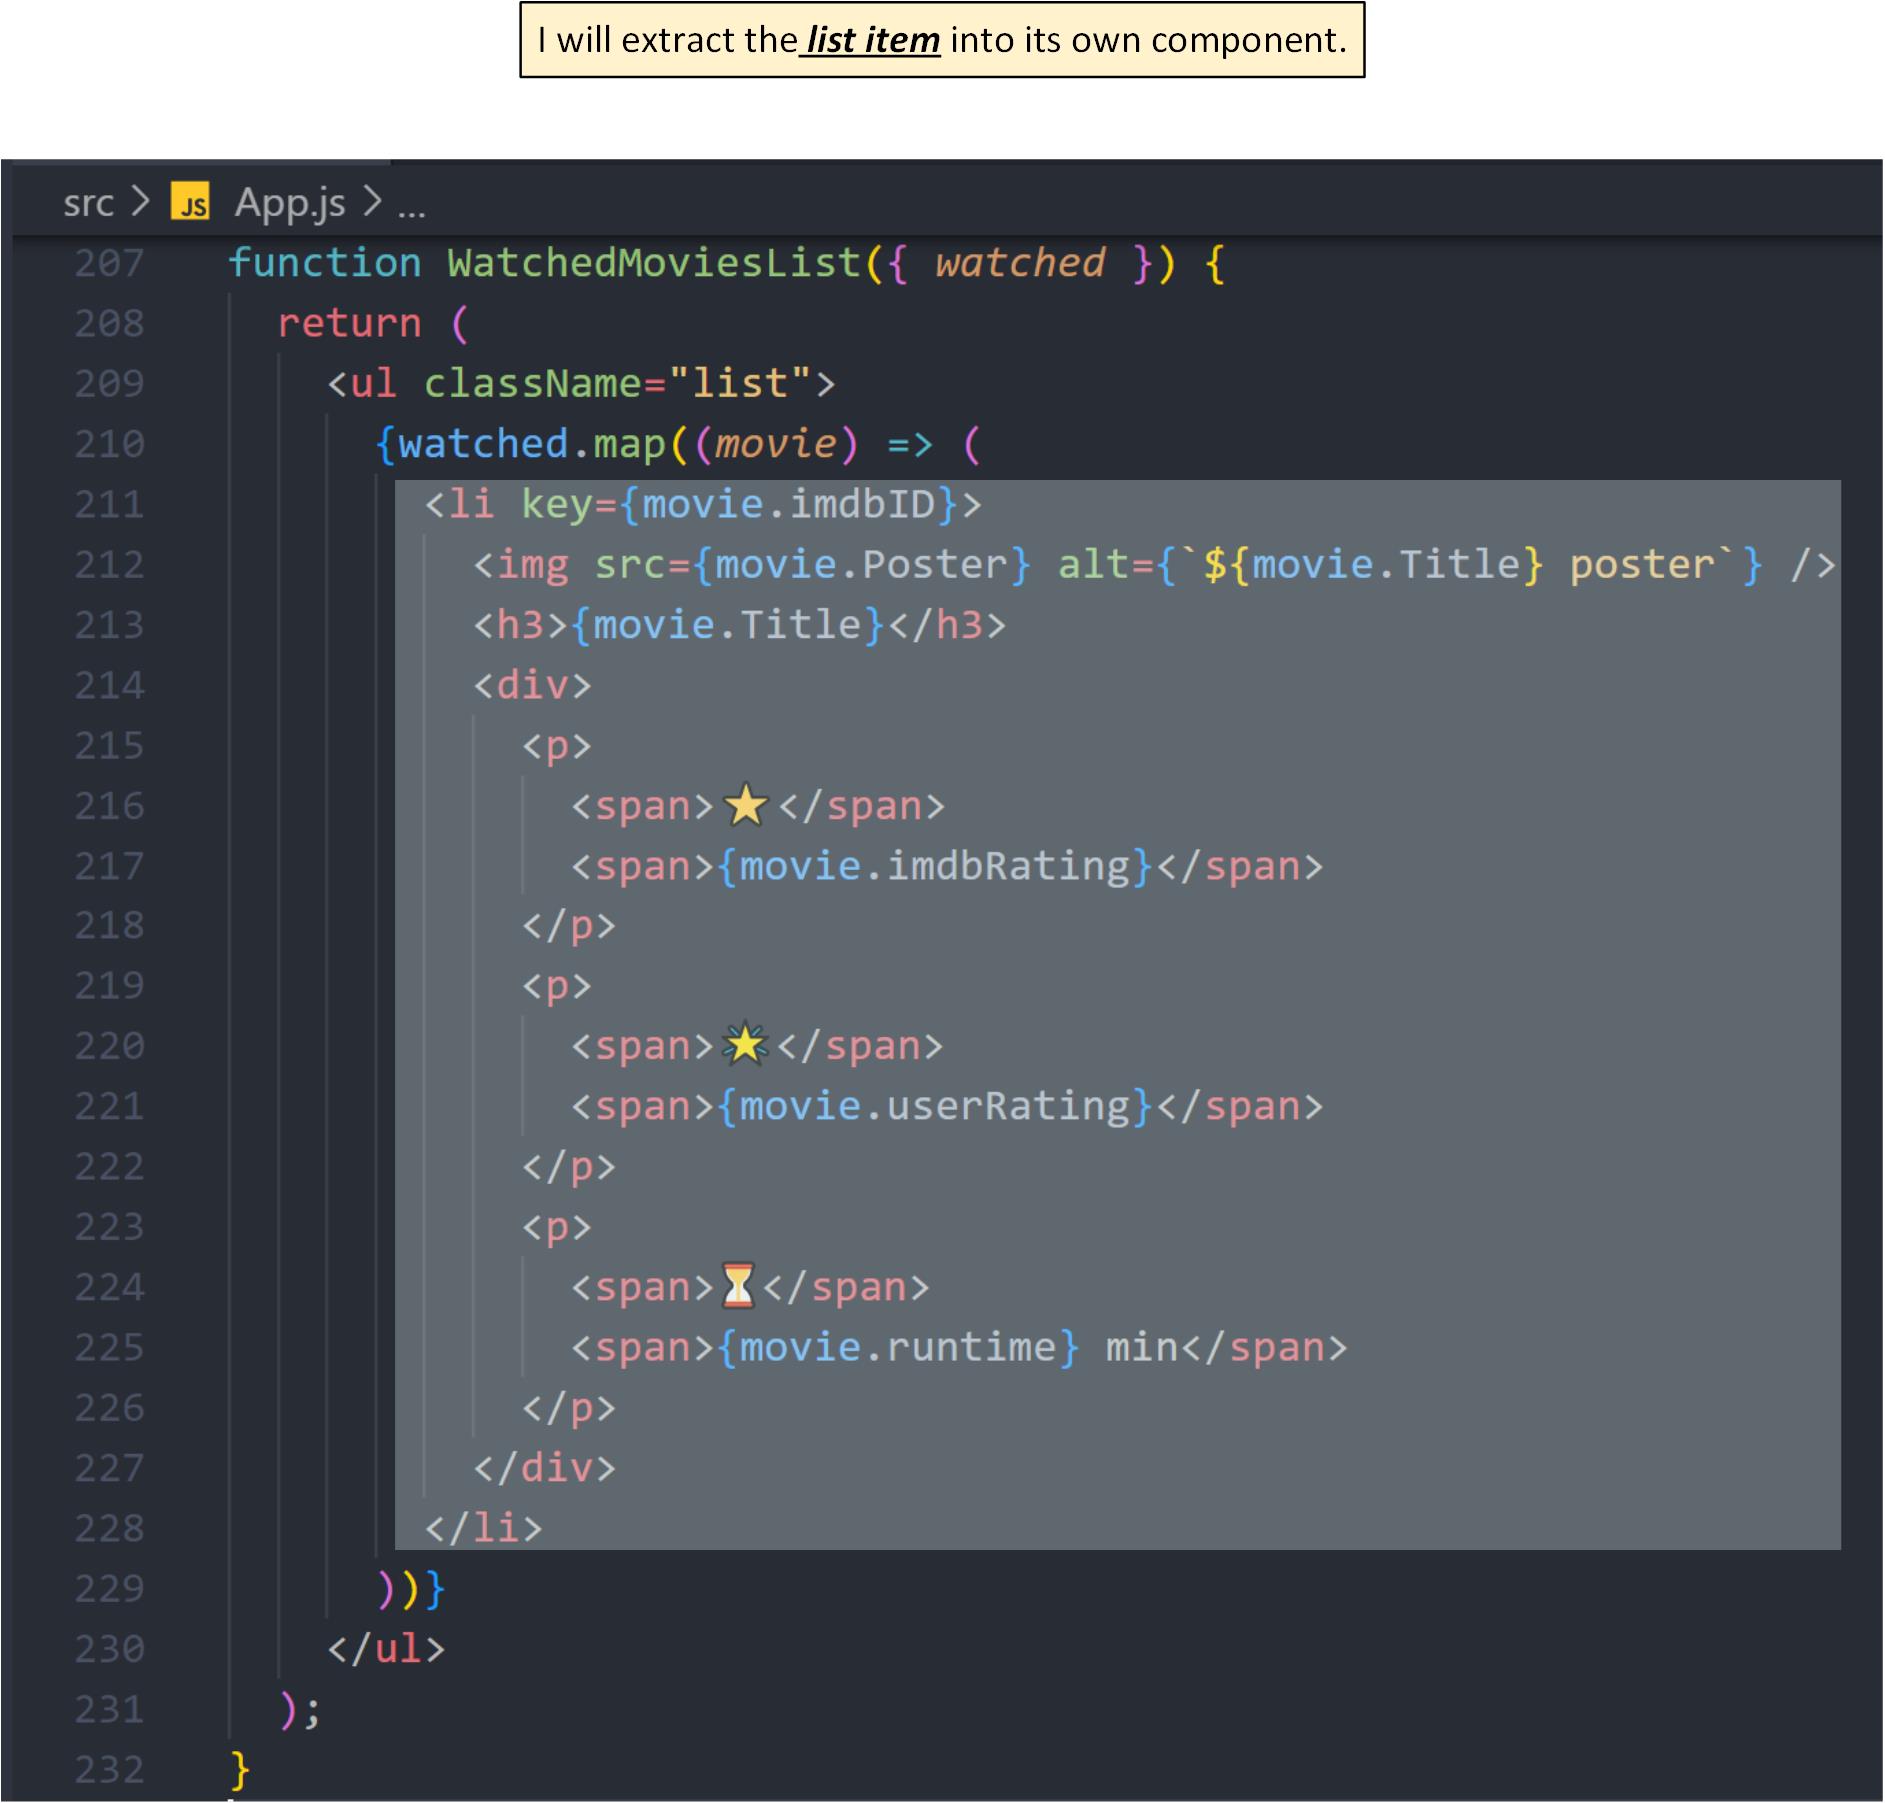 I will extract the list item into its own component.
src > JS App.js > ...
207 function WatchedMoviesList({ watched }) {
208   return (
209     <ul className="list">
210       {watched.map((movie) => (
211         <li key={movie.imdbID}>
212           <img src={movie.Poster} alt={`${movie.Title} poster`} />
213           <h3>{movie.Title}</h3>
214           <div>
215             <p>
216               <span>⭐️</span>
217               <span>{movie.imdbRating}</span>
218             </p>
219             <p>
220               <span>🌟</span>
221               <span>{movie.userRating}</span>
222             </p>
223             <p>
224               <span>⏳</span>
225               <span>{movie.runtime} min</span>
226             </p>
227           </div>
228         </li>
229       ))}
230     </ul>
231   );
232 }